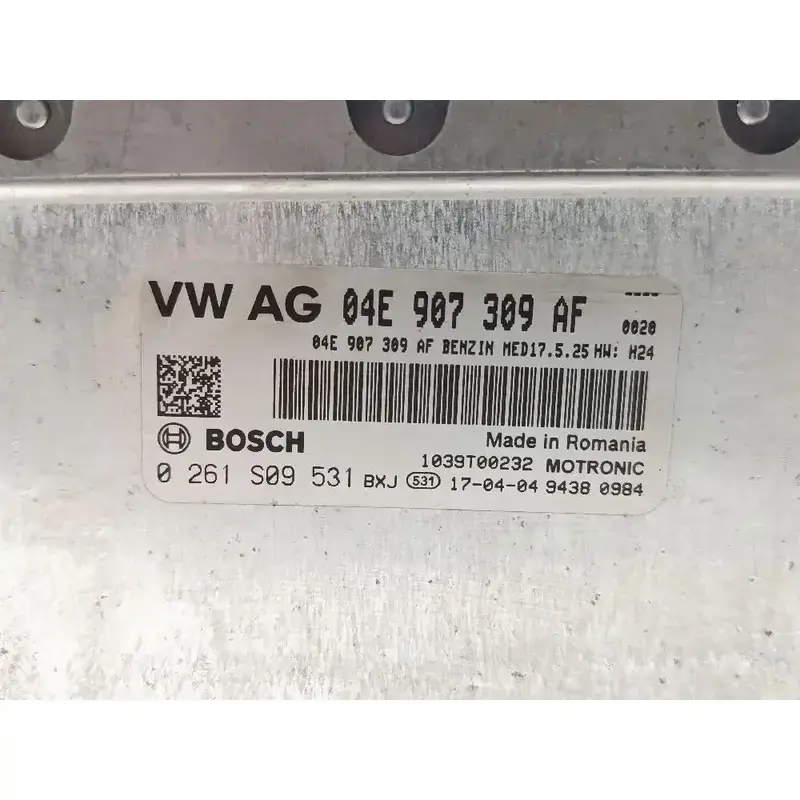 VW AG 04E 907 309 AF 0020
04E 907 309 AF BENZIN MED17.5.25 HW: H24
BOSCH Made in Romania
1039T00232 MOTRONIC
0 261 S09 531 BXJ 531 17-04-04 9438 0984